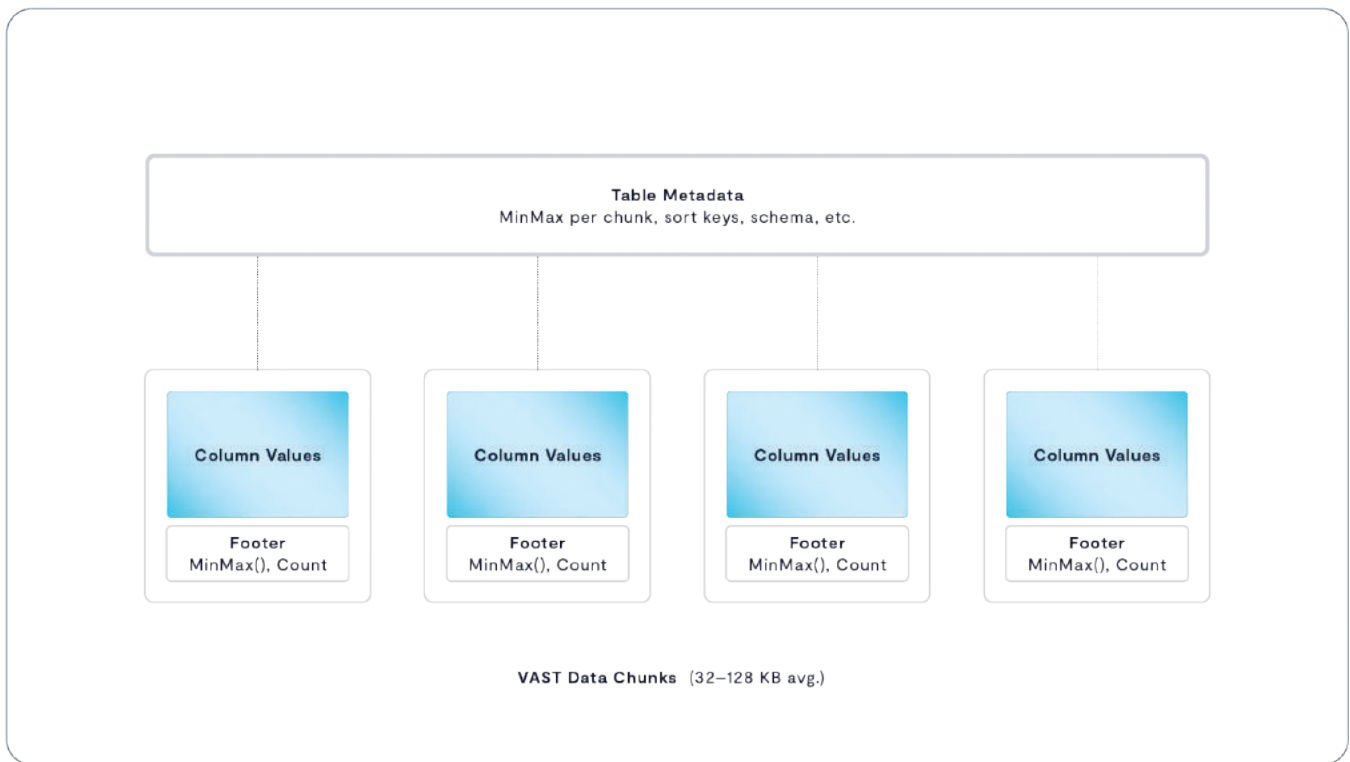 Table Metadata
MinMax per chunk, sort keys, schema, etc.
Column Values
Footer
MinMax(), Count
Column Values
Footer
MinMax(), Count
Column Values
Footer
MinMax(), Count
Column Values
Footer
MinMax(), Count
VAST Data Chunks (32–128 KB avg.)